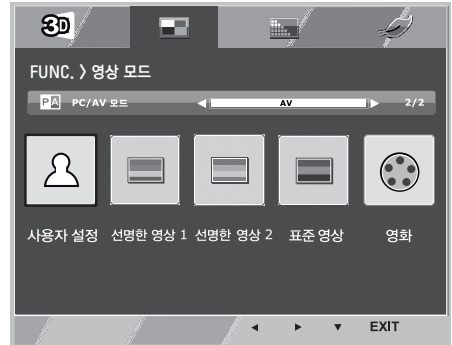 3D
FUNC. > 영상 모드
PA PC/AV 모드 AV 2/2
사용자 설정 선명한 영상 1 선명한 영상 2 표준 영상 영화
EXIT